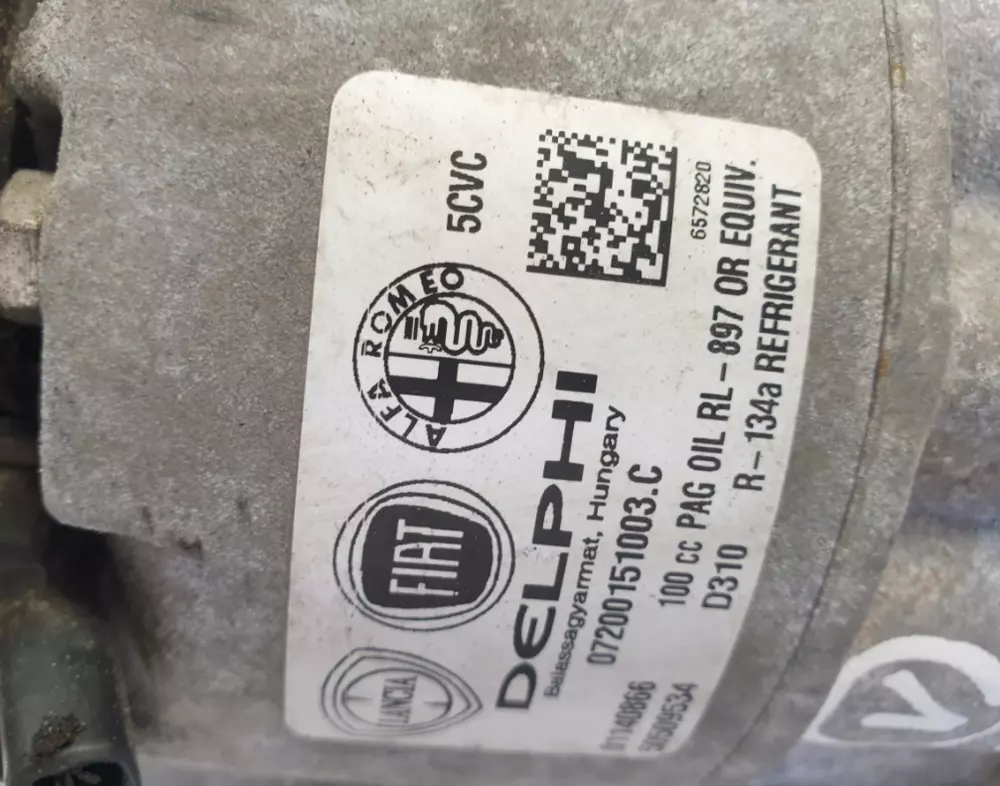 LANCIA
FIAT
ALFA ROMEO
5CVC
DELPHI
Balassagyarmat, Hungary
07200151003.C
6572820
01140866
100 cc PAG OIL RL-897 OR EQUIV.
50509534
D310 R-134a REFRIGERANT
V